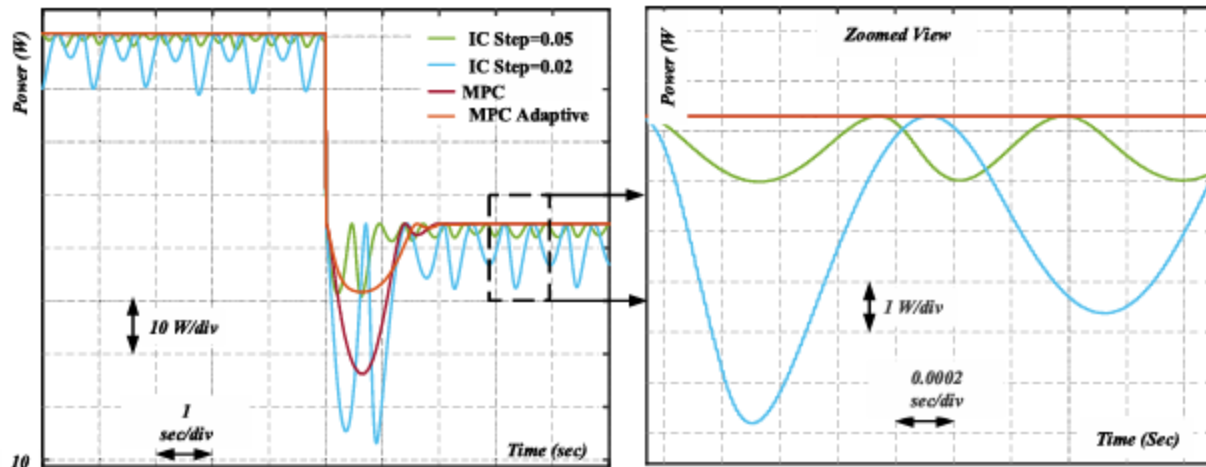 Power (W)
IC Step=0.05
IC Step=0.02
MPC
MPC Adaptive
10 W/div
1
sec/div
Time (sec)
10
Power (W
Zoomed View
1 W/div
0.0002
sec/div
Time (Sec)